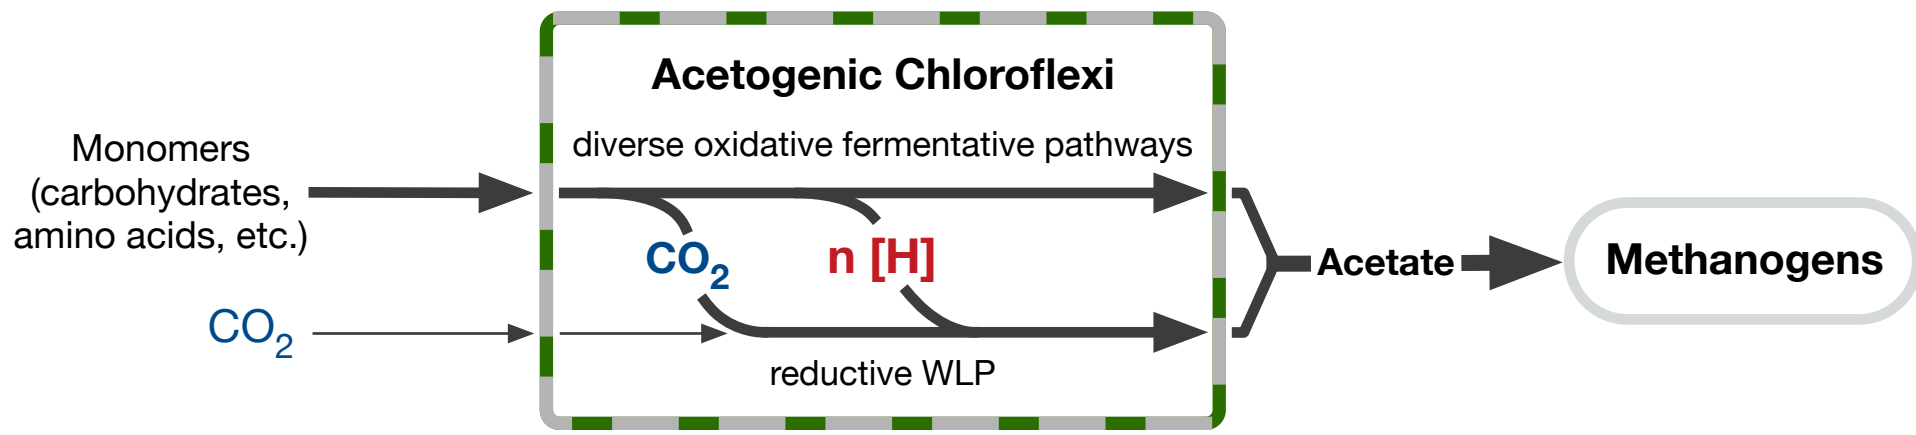 Acetogenic Chloroflexi
diverse oxidative fermentative pathways
Monomers
(carbohydrates,
amino acids, etc.)
CO₂
n [H]
Acetate
Methanogens
CO₂
reductive WLP